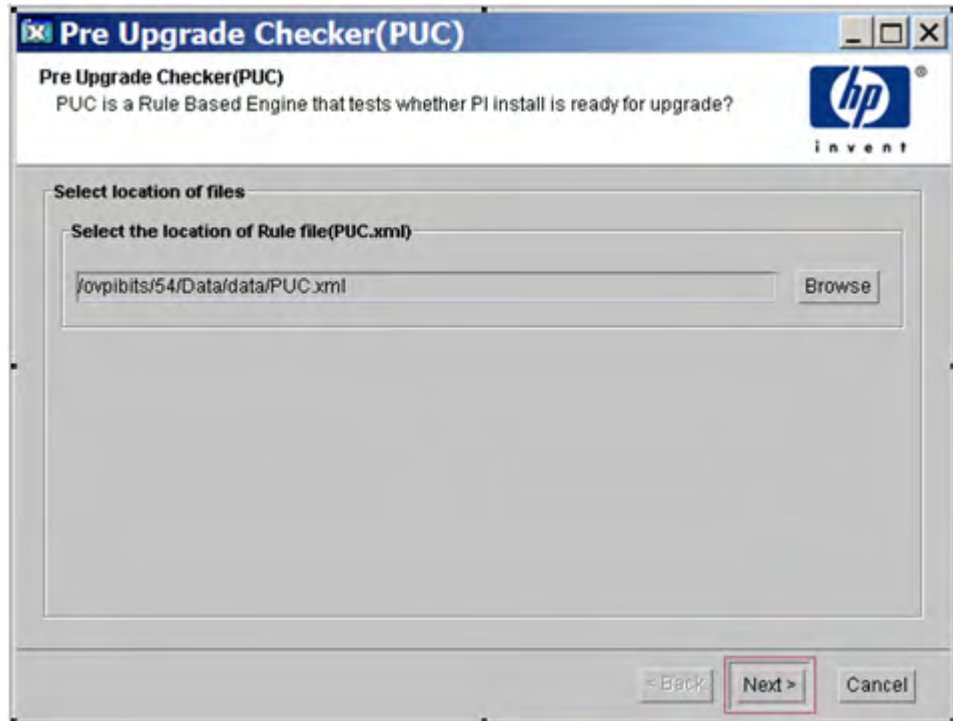 Pre Upgrade Checker(PUC)
Pre Upgrade Checker(PUC)
PUC is a Rule Based Engine that tests whether PI install is ready for upgrade?
hp
®
invent
Select location of files
Select the location of Rule file(PUC.xml)
/ovpibits/54/Data/data/PUC.xml
Browse
< Back
Next >
Cancel